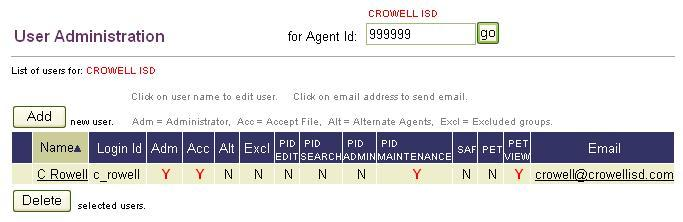 CROWELL ISD
User Administration for Agent Id: 999999 go
List of users for: CROWELL ISD
Click on user name to edit user. Click on email address to send email.
Add new user. Adm = Administrator, Acc = Accept File, Alt = Alternate Agents, Excl = Excluded groups.
Name▲ Login Id Adm Acc Alt Excl PID EDIT PID SEARCH PID ADMIN PID MAINTENANCE SAF PET PET VIEW Email
C Rowell c_rowell Y Y N N N N N Y N N Y crowell@crowellisd.com
Delete selected users.